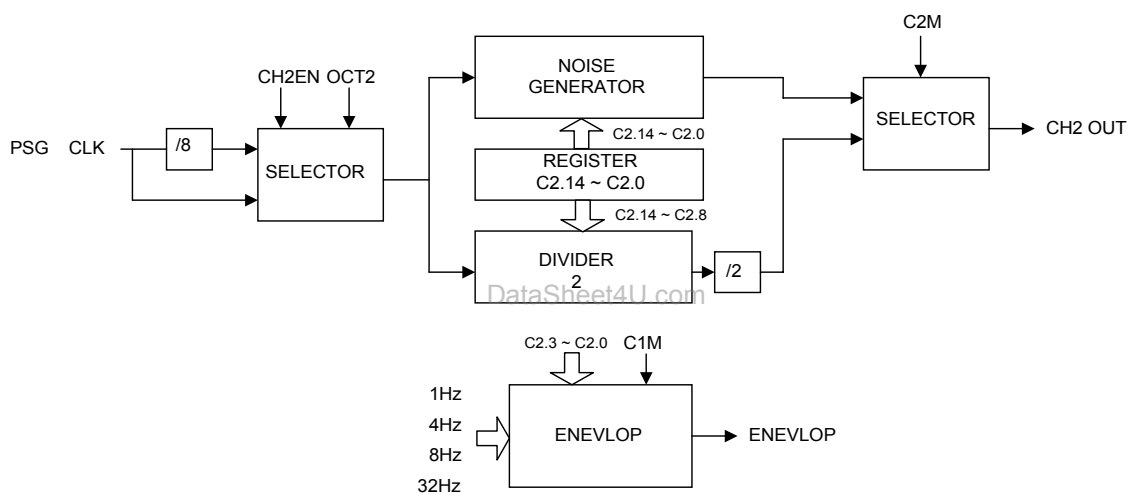 C2M
CH2EN OCT2
NOISE
GENERATOR
C2.14 ~ C2.0
PSG CLK
/8
SELECTOR
REGISTER
C2.14 ~ C2.0
SELECTOR
CH2 OUT
C2.14 ~ C2.8
DIVIDER
2
/2
DataSheet4U.com
C2.3 ~ C2.0
C1M
1Hz
4Hz
8Hz
32Hz
ENEVLOP
ENEVLOP